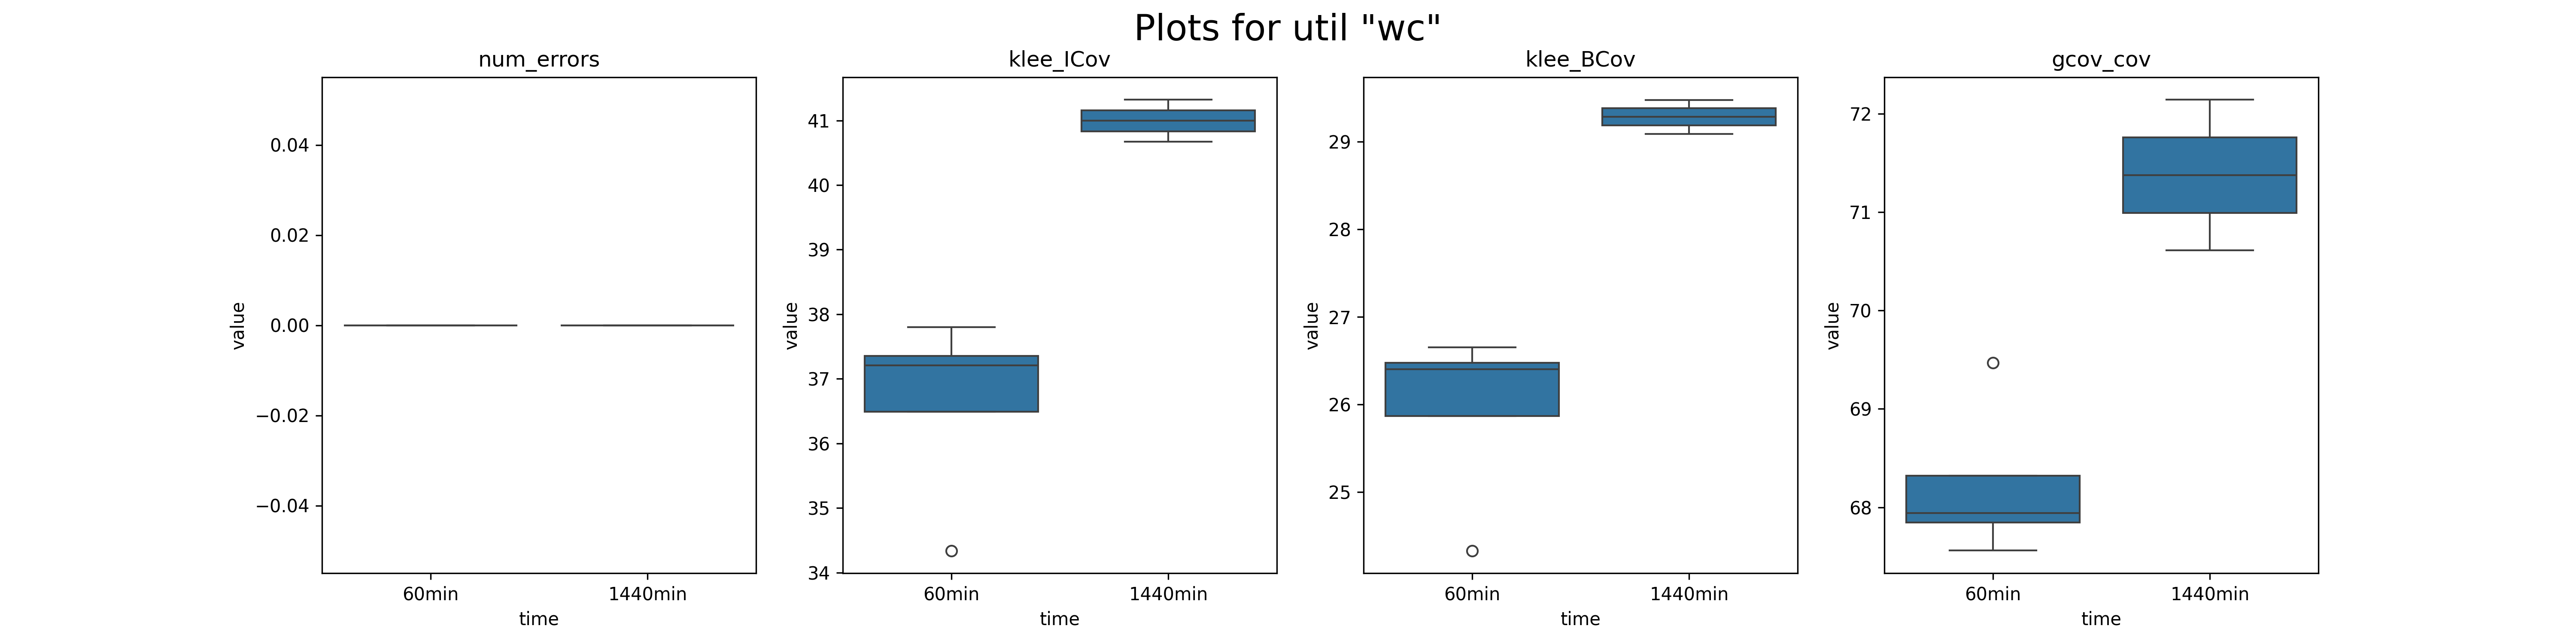 Plots for util "wc"
num_errors
value
0.04
0.02
0.00
−0.02
−0.04
60min
1440min
time
klee_ICov
value
41
40
39
38
37
36
35
34
60min
1440min
time
klee_BCov
value
29
28
27
26
25
60min
1440min
time
gcov_cov
value
72
71
70
69
68
60min
1440min
time